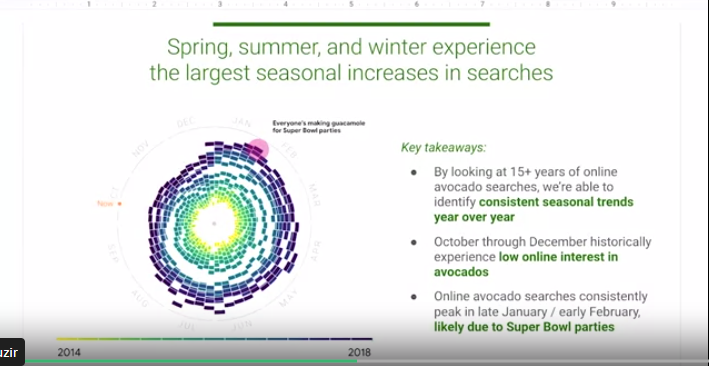 1 2 3 4 5 6 7 8 9
Spring, summer, and winter experience
the largest seasonal increases in searches
Everyone's making guacamole
for Super Bowl parties
DEC
JAN
NOV
FEB
Now
MAR
SEP
APR
AUG
MAY
JUL
JUN
2014
2018
Key takeaways:
● By looking at 15+ years of online
avocado searches, we're able to
identify consistent seasonal trends
year over year
● October through December historically
experience low online interest in
avocados
● Online avocado searches consistently
peak in late January / early February,
likely due to Super Bowl parties
uzir